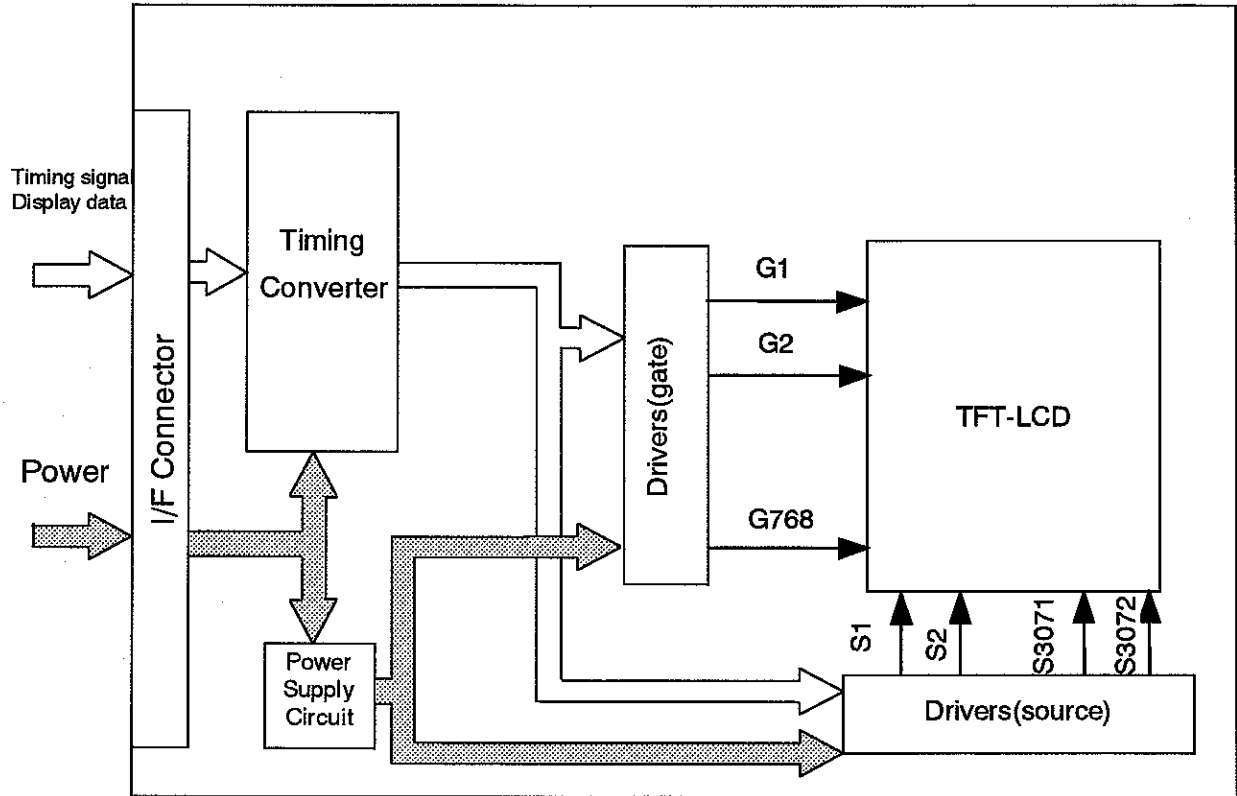 Timing signal
Display data
Power
I/F Connector
Timing
Converter
Power
Supply
Circuit
Drivers(gate)
G1
G2
G768
TFT-LCD
S1
S2
S3071
S3072
Drivers(source)